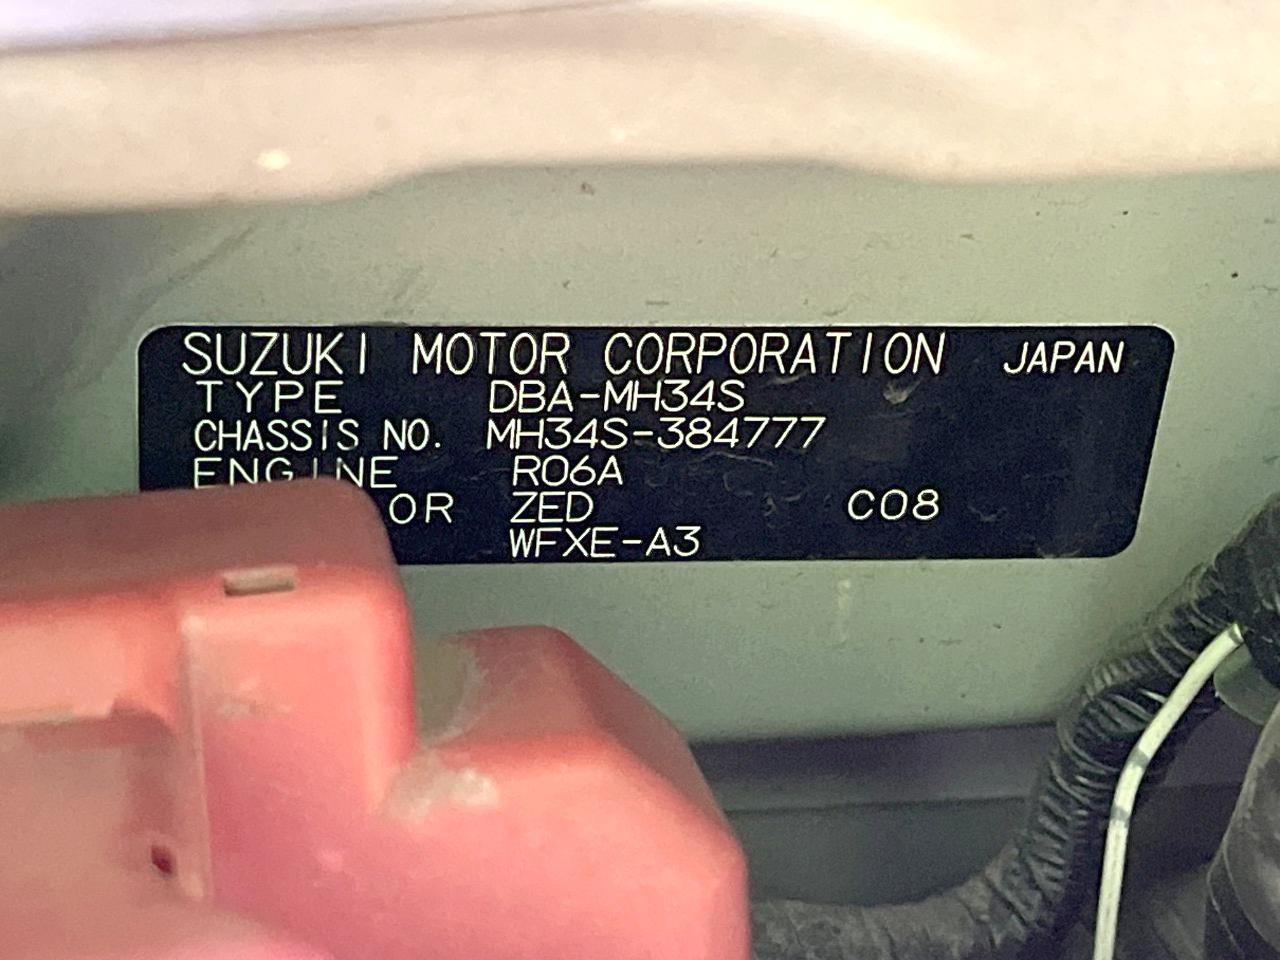 SUZUKI MOTOR CORPORATION JAPAN
TYPE DBA-MH34S
CHASSIS NO. MH34S-384777
ENGINE R06A
OR ZED C08
WFXE-A3